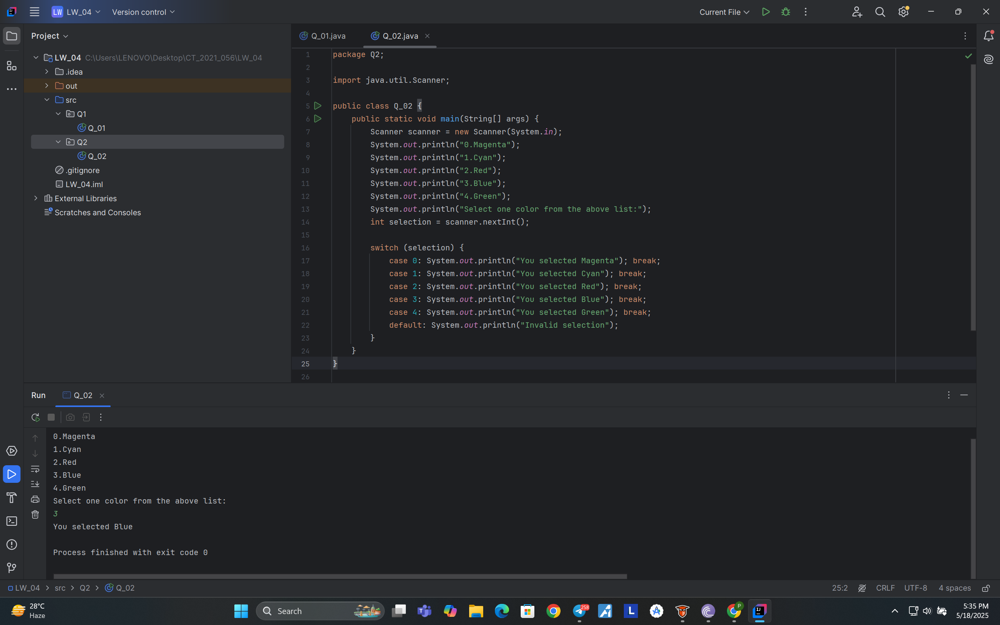 LW LW_04 Version control Current File
Project
Q_01.java Q_02.java
LW_04 C:\Users\LENOVO\Desktop\CT_2021_056\LW_04
.idea
out
src
Q1
Q_01
Q2
Q_02
.gitignore
LW_04.iml
External Libraries
Scratches and Consoles
1 package Q2;
2
3 import java.util.Scanner;
4
5 public class Q_02 {
6 public static void main(String[] args) {
7 Scanner scanner = new Scanner(System.in);
8 System.out.println("0.Magenta");
9 System.out.println("1.Cyan");
10 System.out.println("2.Red");
11 System.out.println("3.Blue");
12 System.out.println("4.Green");
13 System.out.println("Select one color from the above list:");
14 int selection = scanner.nextInt();
15
16 switch (selection) {
17 case 0: System.out.println("You selected Magenta"); break;
18 case 1: System.out.println("You selected Cyan"); break;
19 case 2: System.out.println("You selected Red"); break;
20 case 3: System.out.println("You selected Blue"); break;
21 case 4: System.out.println("You selected Green"); break;
22 default: System.out.println("Invalid selection");
23 }
24 }
25 }
26
Run Q_02
0.Magenta
1.Cyan
2.Red
3.Blue
4.Green
Select one color from the above list:
3
You selected Blue
Process finished with exit code 0
LW_04 > src > Q2 > Q_02 25:2 CRLF UTF-8 4 spaces
28°C
Haze
Search
258
L
P
IJ
5:35 PM
5/18/2025